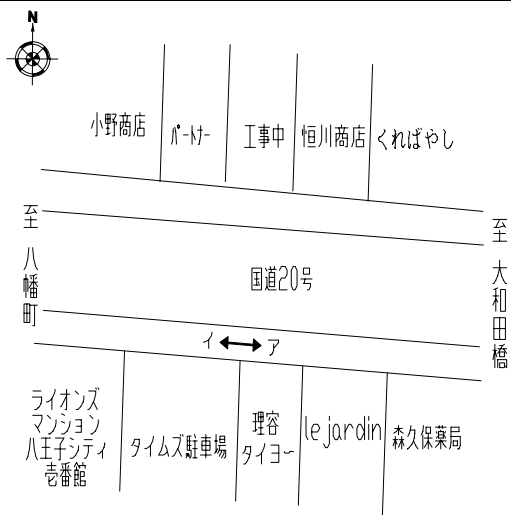 N
小野商店
パートナー
工事中
恒川商店
くればやし
至 八幡町
国道20号
至 大和田橋
イ
ア
ライオンズ
マンション
八王子シティ
壱番館
タイムズ駐車場
理容
タイヨー
le jardin
森久保薬局